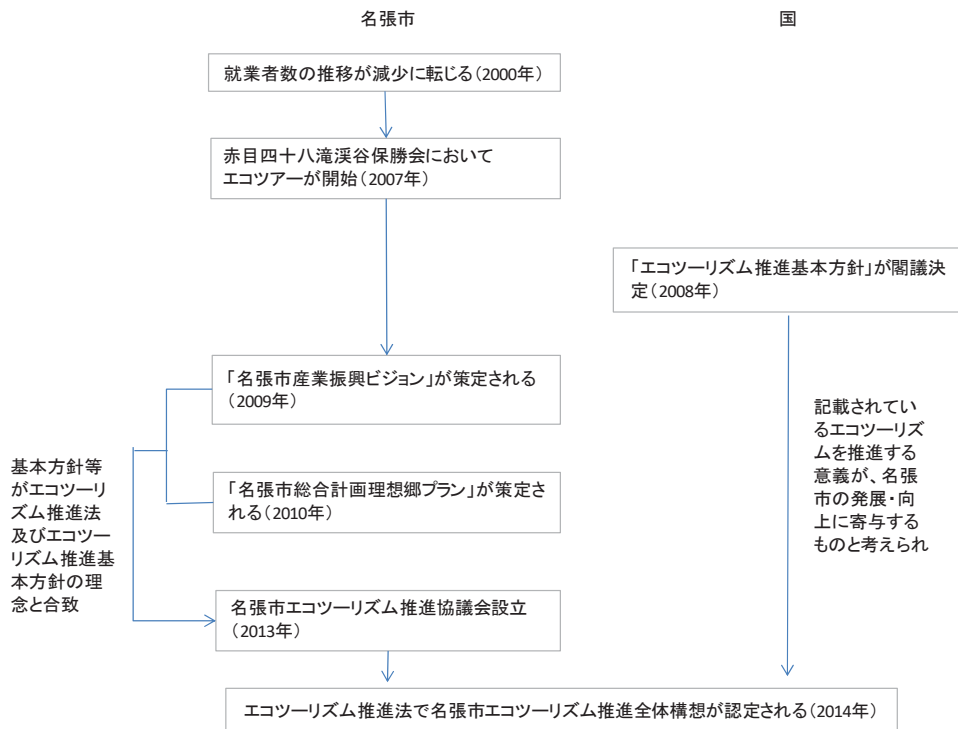 名張市
国
就業者数の推移が減少に転じる（2000年）
赤目四十八滝渓谷保勝会において
エコツアーが開始（2007年）
「エコツーリズム推進基本方針」が閣議決
定（2008年）
「名張市産業振興ビジョン」が策定される
（2009年）
記載されてい
るエコツーリズ
ムを推進する
意義が、名張
市の発展・向
上に寄与する
ものと考えられ
基本方針等
がエコツーリ
ズム推進法
及びエコツー
リズム推進基
本方針の理
念と合致
「名張市総合計画理想郷プラン」が策定さ
れる（2010年）
名張市エコツーリズム推進協議会設立
（2013年）
エコツーリズム推進法で名張市エコツーリズム推進全体構想が認定される（2014年）